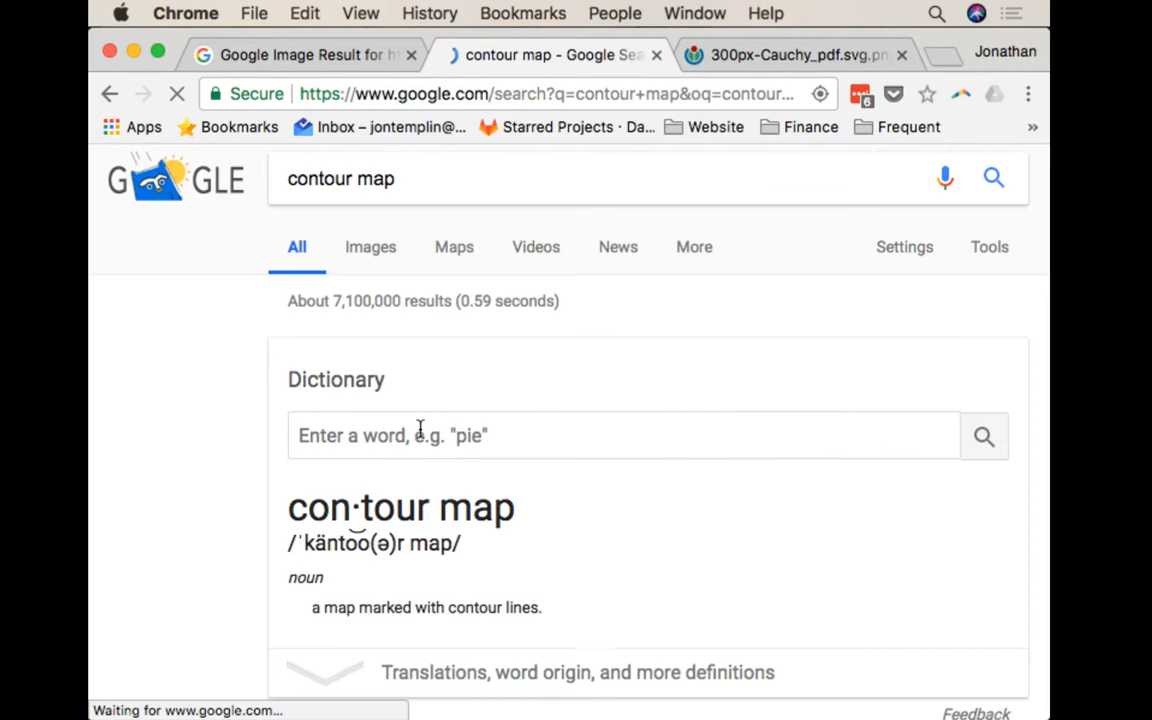 Chrome File Edit View History Bookmarks People Window Help
Google Image Result for ht contour map - Google Sea 300px-Cauchy_pdf.svg.pn Jonathan
Secure https://www.google.com/search?q=contour+map&oq=contour... 6
Apps Bookmarks Inbox – jontemplin@... Starred Projects · Da... Website Finance Frequent »
G GLE contour map
All Images Maps Videos News More Settings Tools
About 7,100,000 results (0.59 seconds)
Dictionary
Enter a word, e.g. "pie"
con·tour map
/ˈkänto͝o(ə)r map/
noun
a map marked with contour lines.
Translations, word origin, and more definitions
Waiting for www.google.com...
Feedback